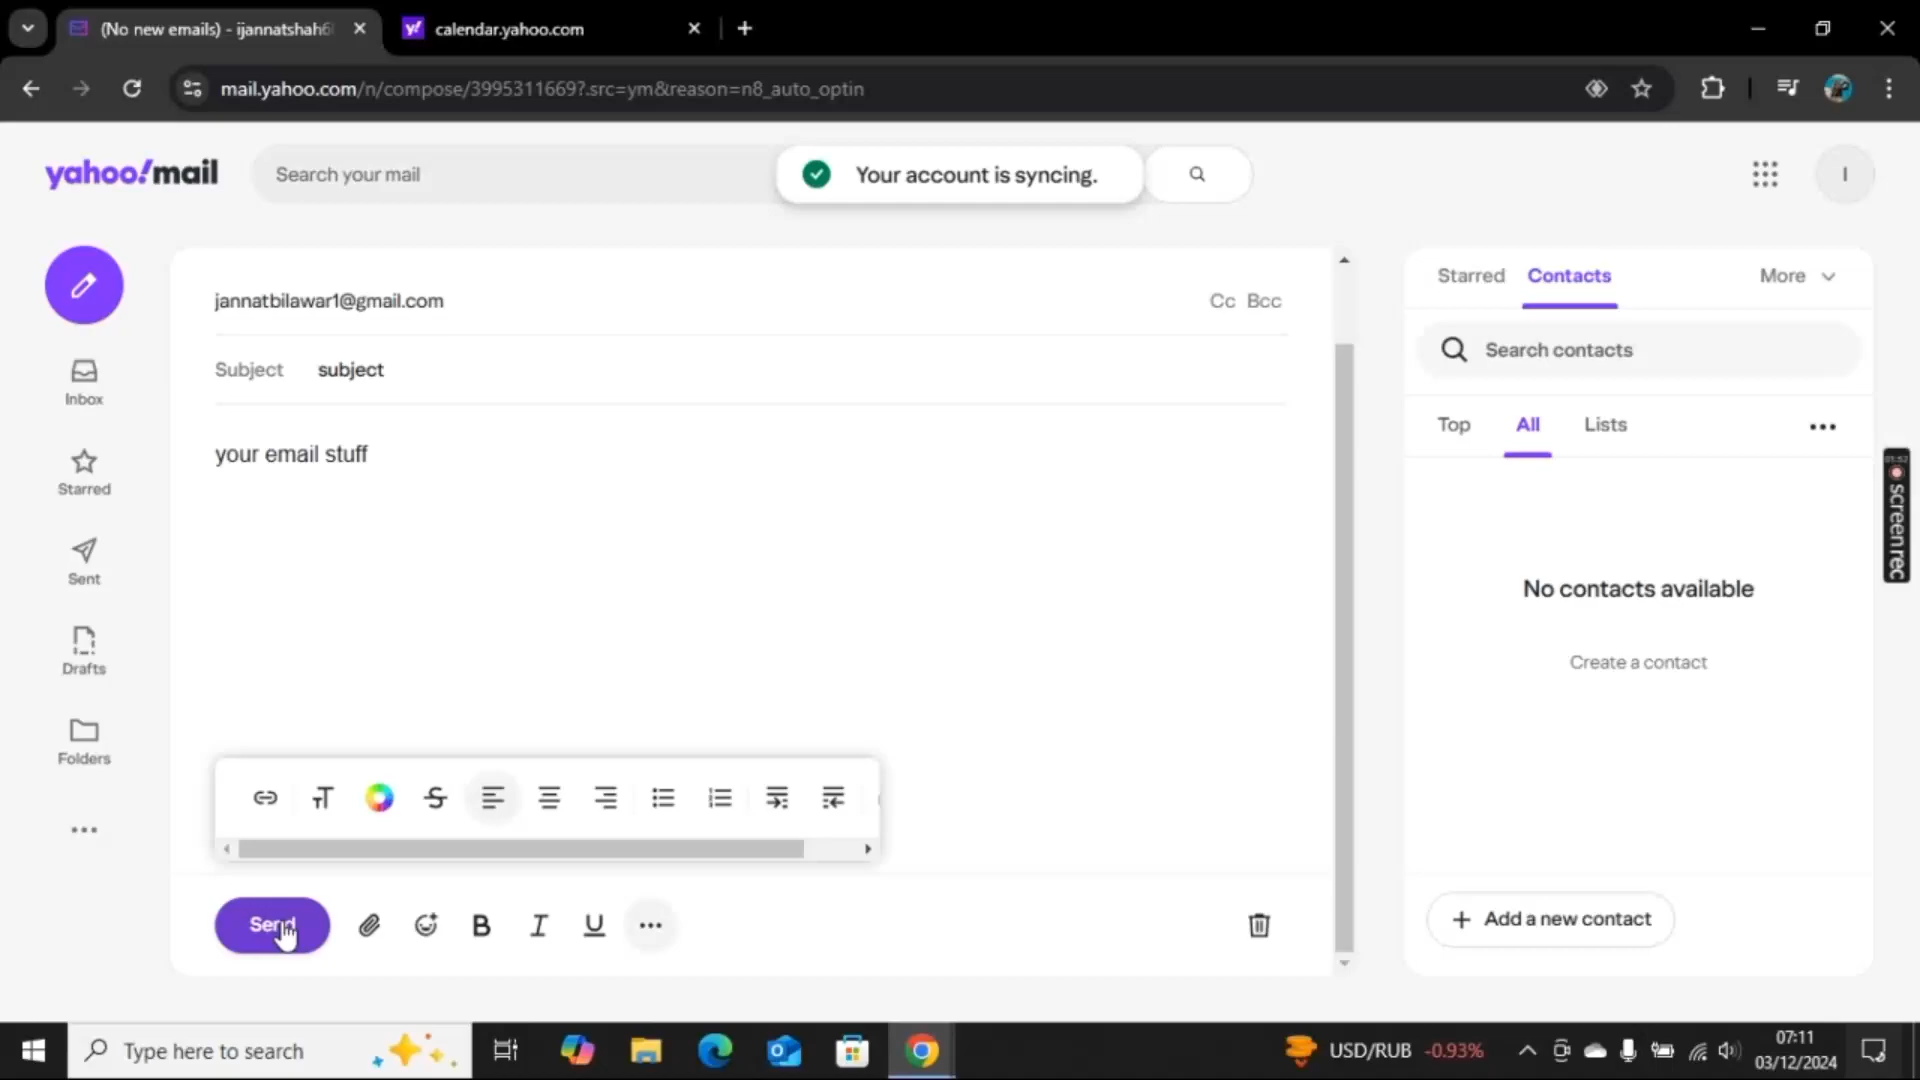 (No new emails) - ijannatshah6
calendar.yahoo.com
mail.yahoo.com/n/compose/3995311669?.src=ym&reason=n8_auto_optin
yahoo!mail
Search your mail
Your account is syncing.
I
jannatbilawar1@gmail.com
Cc Bcc
Subject subject
your email stuff
Inbox
Starred
Sent
Drafts
Folders
Send
Starred Contacts More
Search contacts
Top All Lists
No contacts available
Create a contact
+ Add a new contact
01:52
screenrec
Type here to search
USD/RUB -0.93%
07:11
03/12/2024